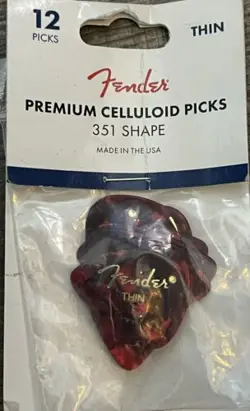 12
PICKS
THIN
Fender
PREMIUM CELLULOID PICKS
351 SHAPE
MADE IN THE USA
Fender
THIN